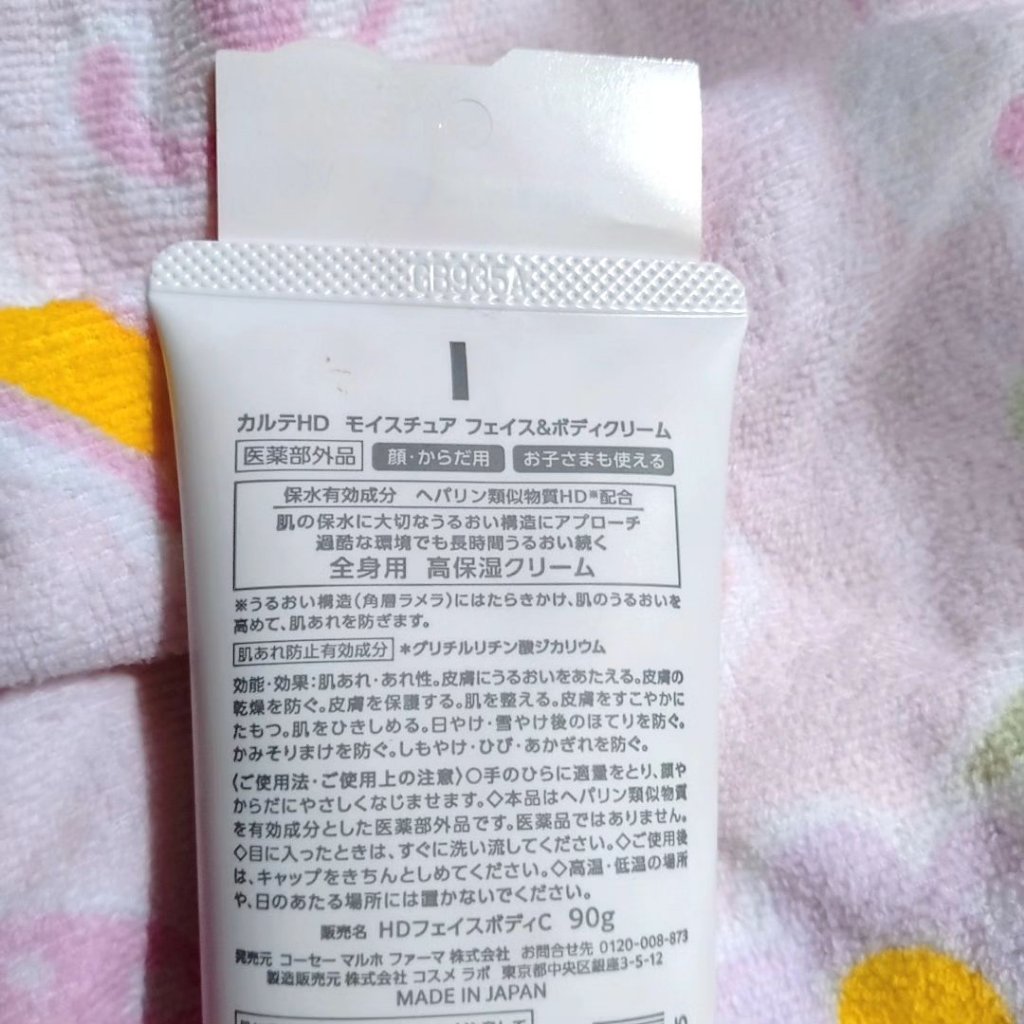 CB935A
カルテHD モイスチュア フェイス&ボディクリーム
医薬部外品 顔・からだ用 お子さまも使える
保水有効成分 ヘパリン類似物質HD*配合
肌の保水に大切なうるおい構造にアプローチ
過酷な環境でも長時間うるおい続く
全身用 高保湿クリーム
※うるおい構造(角層ラメラ)にはたらきかけ、肌のうるおいを
高めて、肌あれを防ぎます。
肌あれ防止有効成分 *グリチルリチン酸ジカリウム
効能・効果:肌あれ・あれ性。皮膚にうるおいをあたえる。皮膚の
乾燥を防ぐ。皮膚を保護する。肌を整える。皮膚をすこやかに
たもつ。肌をひきしめる。日やけ・雪やけ後のほてりを防ぐ。
かみそりまけを防ぐ。しもやけ・ひび・あかぎれを防ぐ。
〈ご使用法・ご使用上の注意〉○手のひらに適量をとり、顔や
からだにやさしくなじませます。◇本品はヘパリン類似物質
を有効成分とした医薬部外品です。医薬品ではありません。
◇目に入ったときは、すぐに洗い流してください。◇ご使用後
は、キャップをきちんとしめてください。◇高温・低温の場所
や、日のあたる場所には置かないでください。
販売名 HDフェイスボディC 90g
発売元 コーセー マルホ ファーマ 株式会社 お問合せ先 0120-008-873
製造販売元 株式会社 コスメ ラボ 東京都中央区銀座3-5-12
MADE IN JAPAN